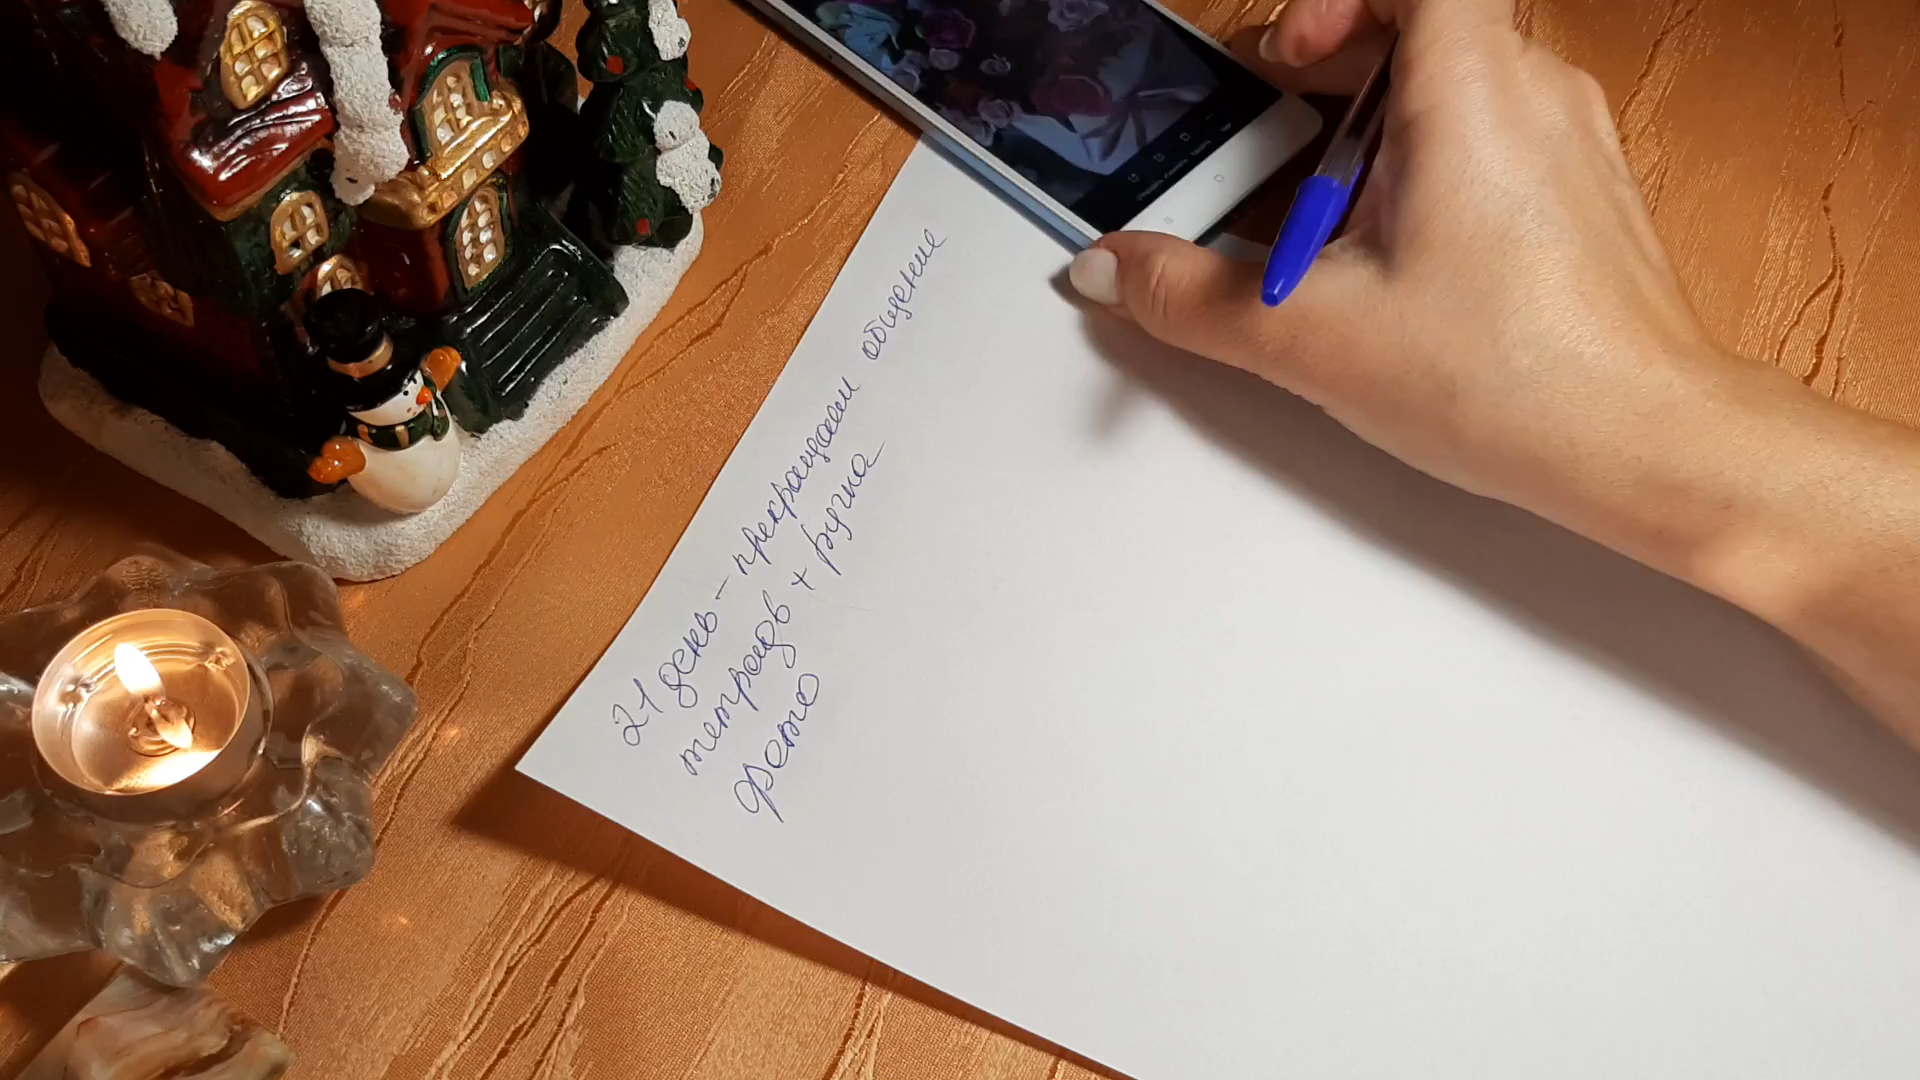 21 день – прекращаем общение
тетрадь + ручка
фото